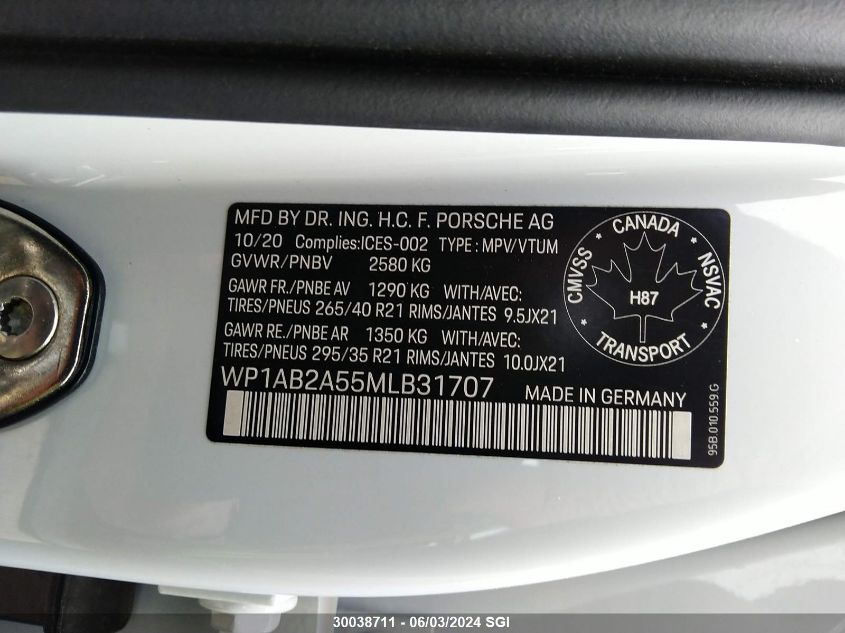 MFD BY DR. ING. H.C. F. PORSCHE AG
10/20 Complies:ICES-002 TYPE : MPV/VTUM
GVWR/PNBV 2580 KG
GAWR FR./PNBE AV 1290 KG WITH/AVEC:
TIRES/PNEUS 265/40 R21 RIMS/JANTES 9.5JX21
GAWR RE./PNBE AR 1350 KG WITH/AVEC:
TIRES/PNEUS 295/35 R21 RIMS/JANTES 10.0JX21
WP1AB2A55MLB31707 MADE IN GERMANY
CANADA
CMVSS
NSVAC
H87
TRANSPORT
95B.010.559.G
30038711 - 06/03/2024 SGI